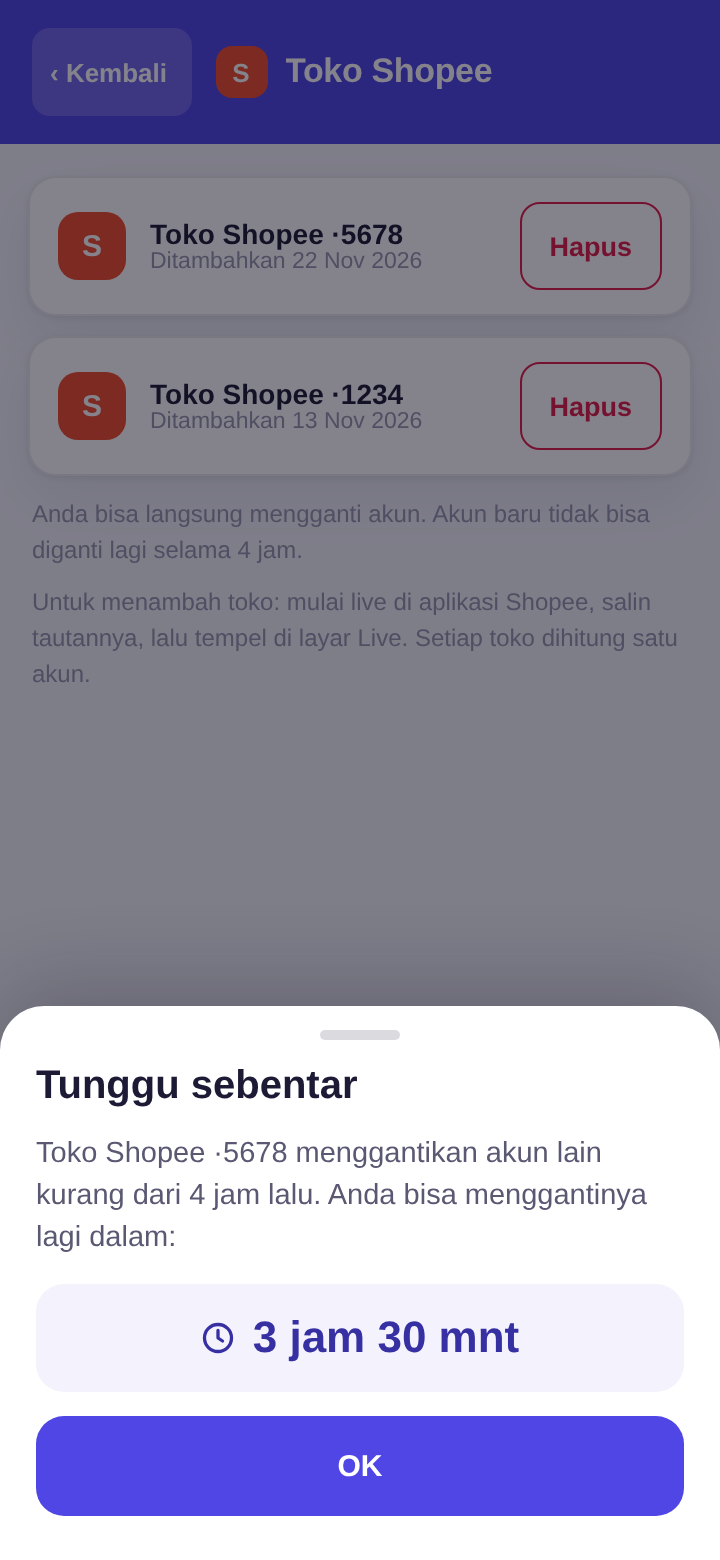 ‹ Kembali
S
Toko Shopee
S
Toko Shopee ·5678
Ditambahkan 22 Nov 2026
Hapus
S
Toko Shopee ·1234
Ditambahkan 13 Nov 2026
Hapus
Anda bisa langsung mengganti akun. Akun baru tidak bisa
diganti lagi selama 4 jam.
Untuk menambah toko: mulai live di aplikasi Shopee, salin
tautannya, lalu tempel di layar Live. Setiap toko dihitung satu
akun.
Tunggu sebentar
Toko Shopee ·5678 menggantikan akun lain
kurang dari 4 jam lalu. Anda bisa menggantinya
lagi dalam:
3 jam 30 mnt
OK